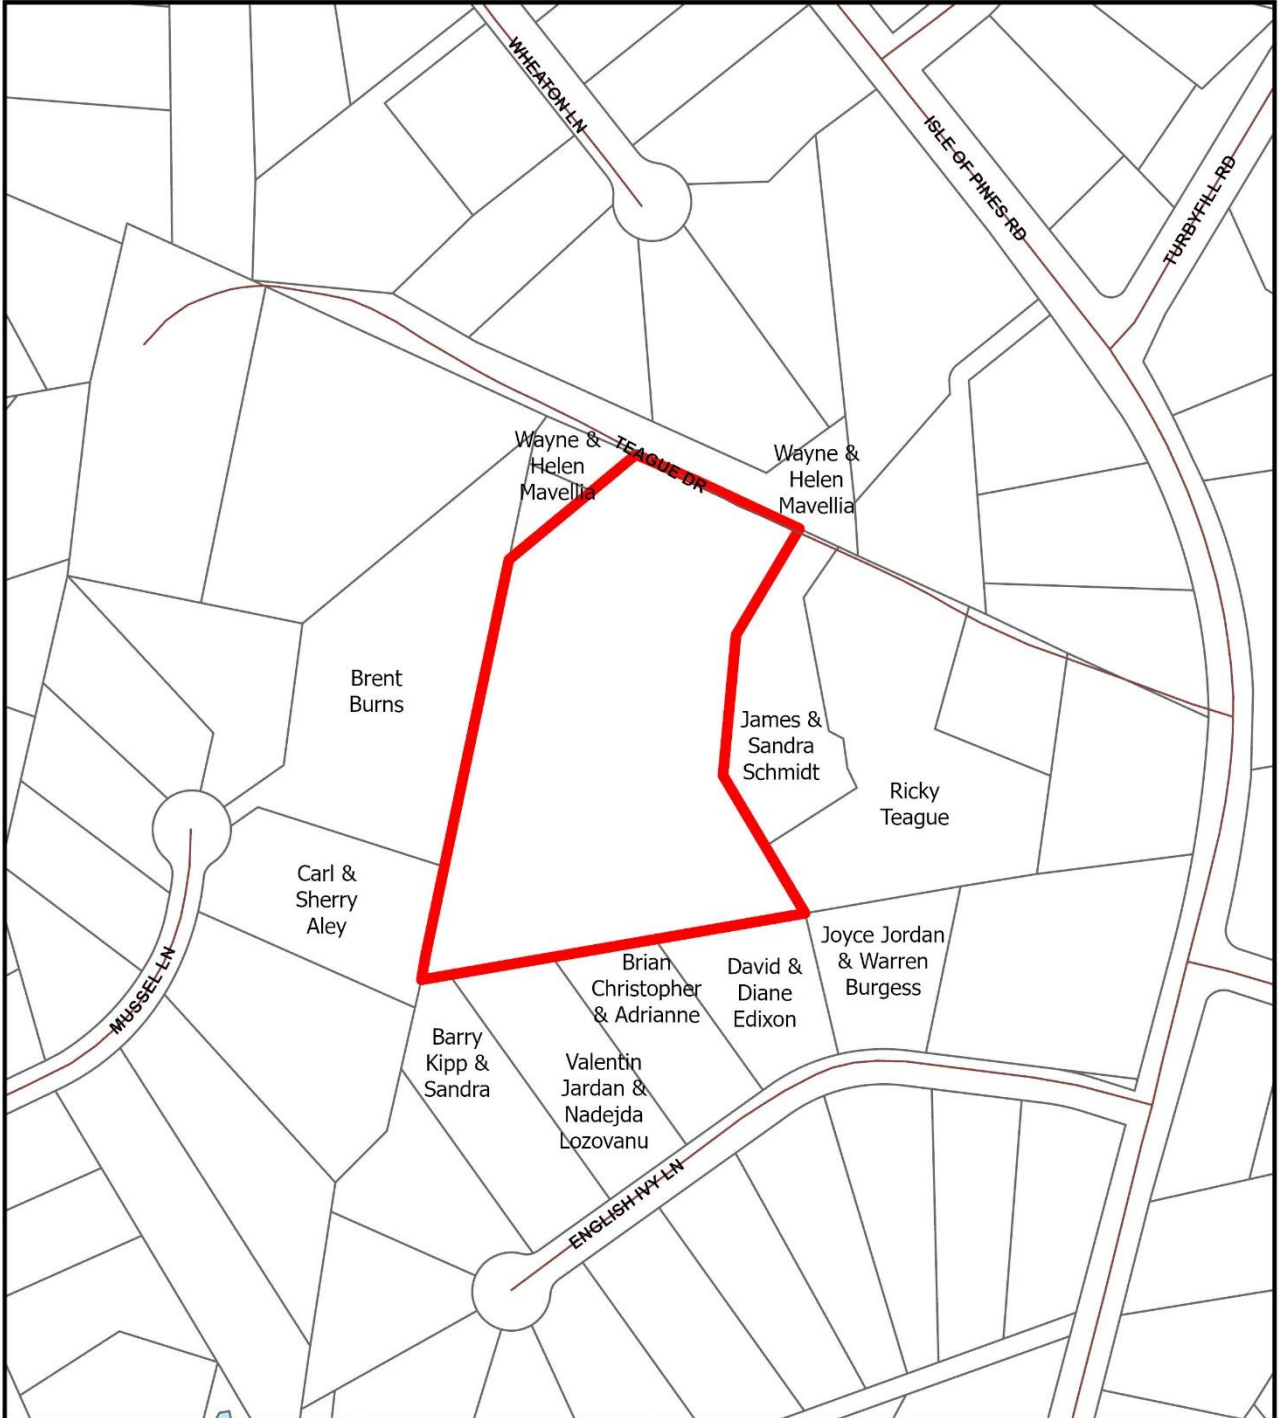 WHEATON LN
ISLE OF PINES RD
TURBYFILL RD
Wayne &
Helen
Mavellia
TEAGUE DR
Wayne &
Helen
Mavellia
Brent
Burns
James &
Sandra
Schmidt
Ricky
Teague
Carl &
Sherry
Aley
MUSSEL LN
Brian
Christopher
& Adrianne
David &
Diane
Edixon
Joyce Jordan
& Warren
Burgess
Barry
Kipp &
Sandra
Valentin
Jardan &
Nadejda
Lozovanu
ENGLISH IVY LN